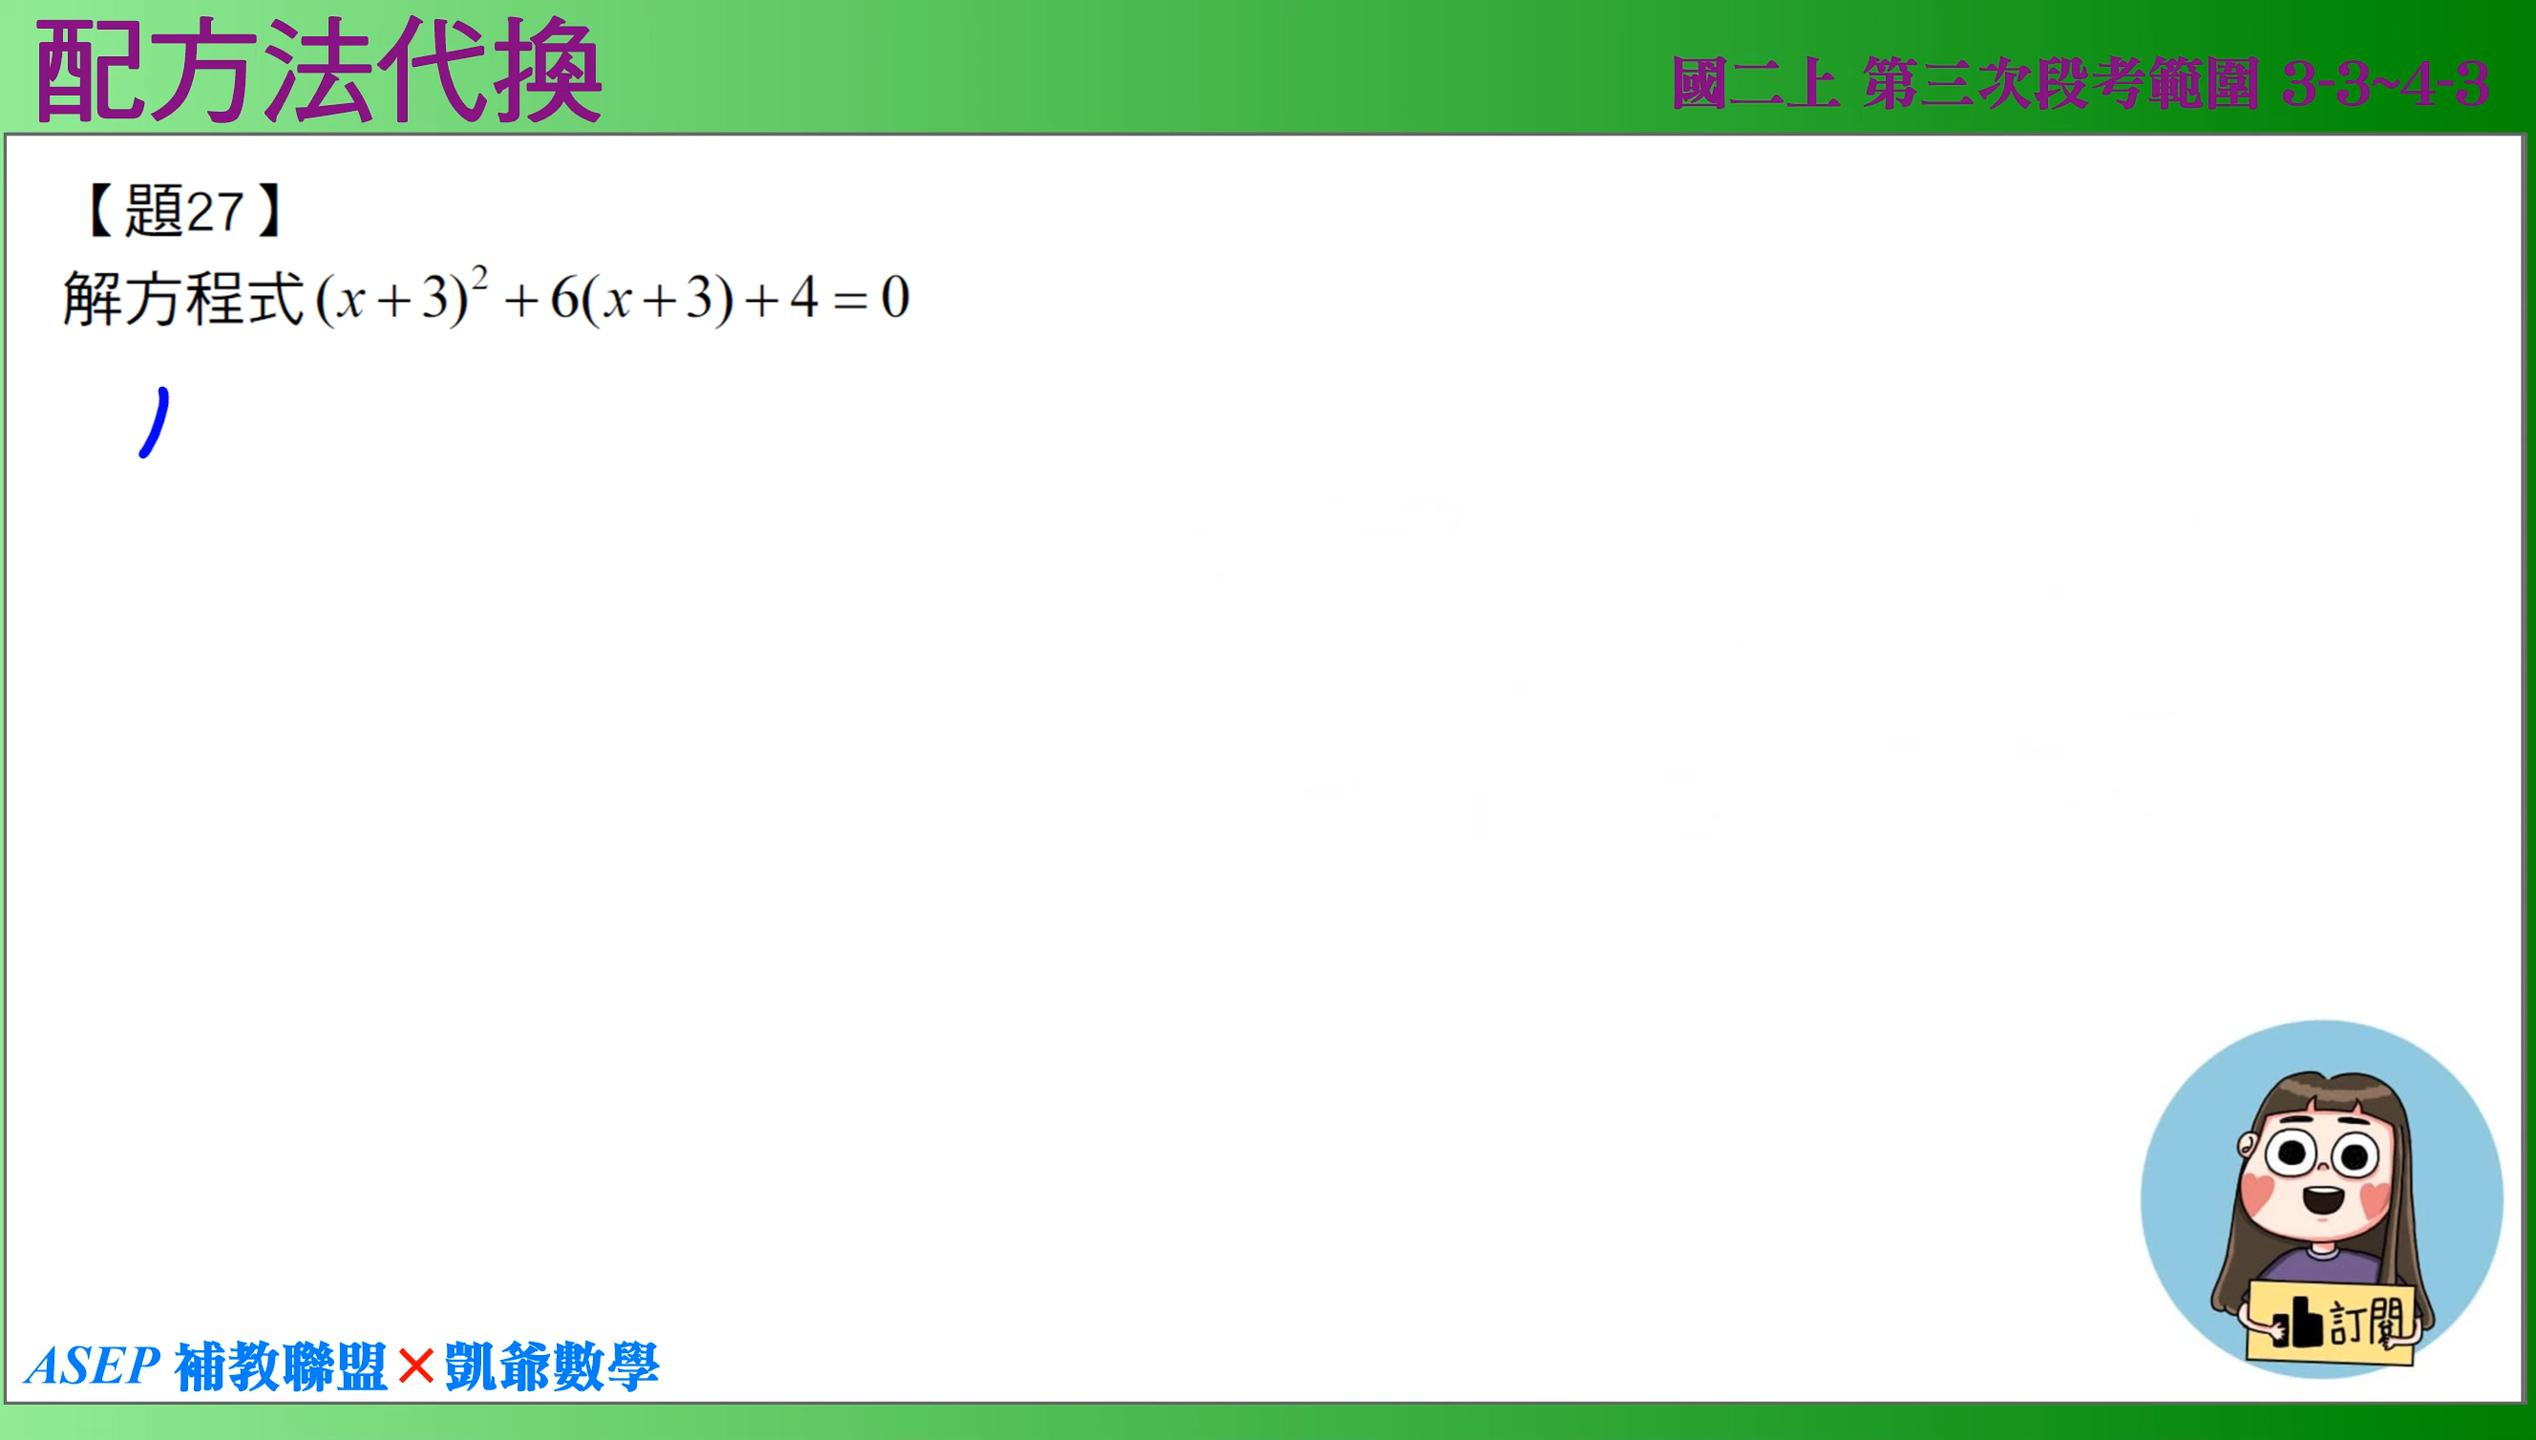 配方法代換
國二上 第三次段考範圍 3-3~4-3
【題27】
解方程式(x+3)²+6(x+3)+4=0
訂閱
ASEP 補教聯盟×凱爺數學